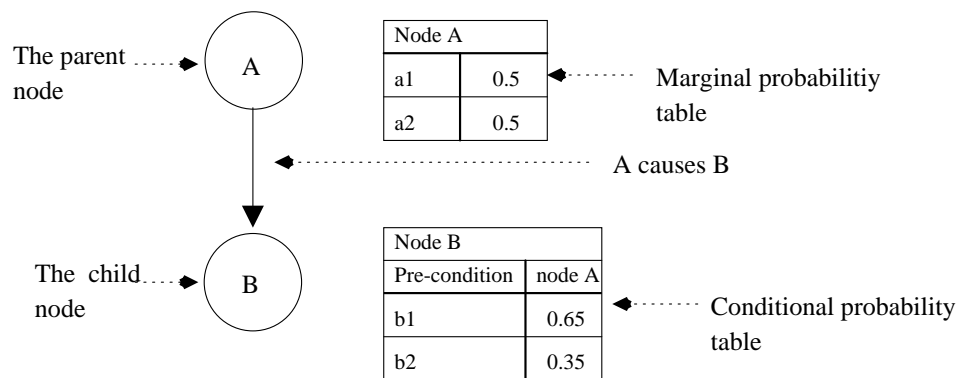 The parent
node
A
Node A
a1 0.5
a2 0.5
Marginal probabilitiy
table
A causes B
The child
node
B
Node B
Pre-condition node A
b1 0.65
b2 0.35
Conditional probability
table